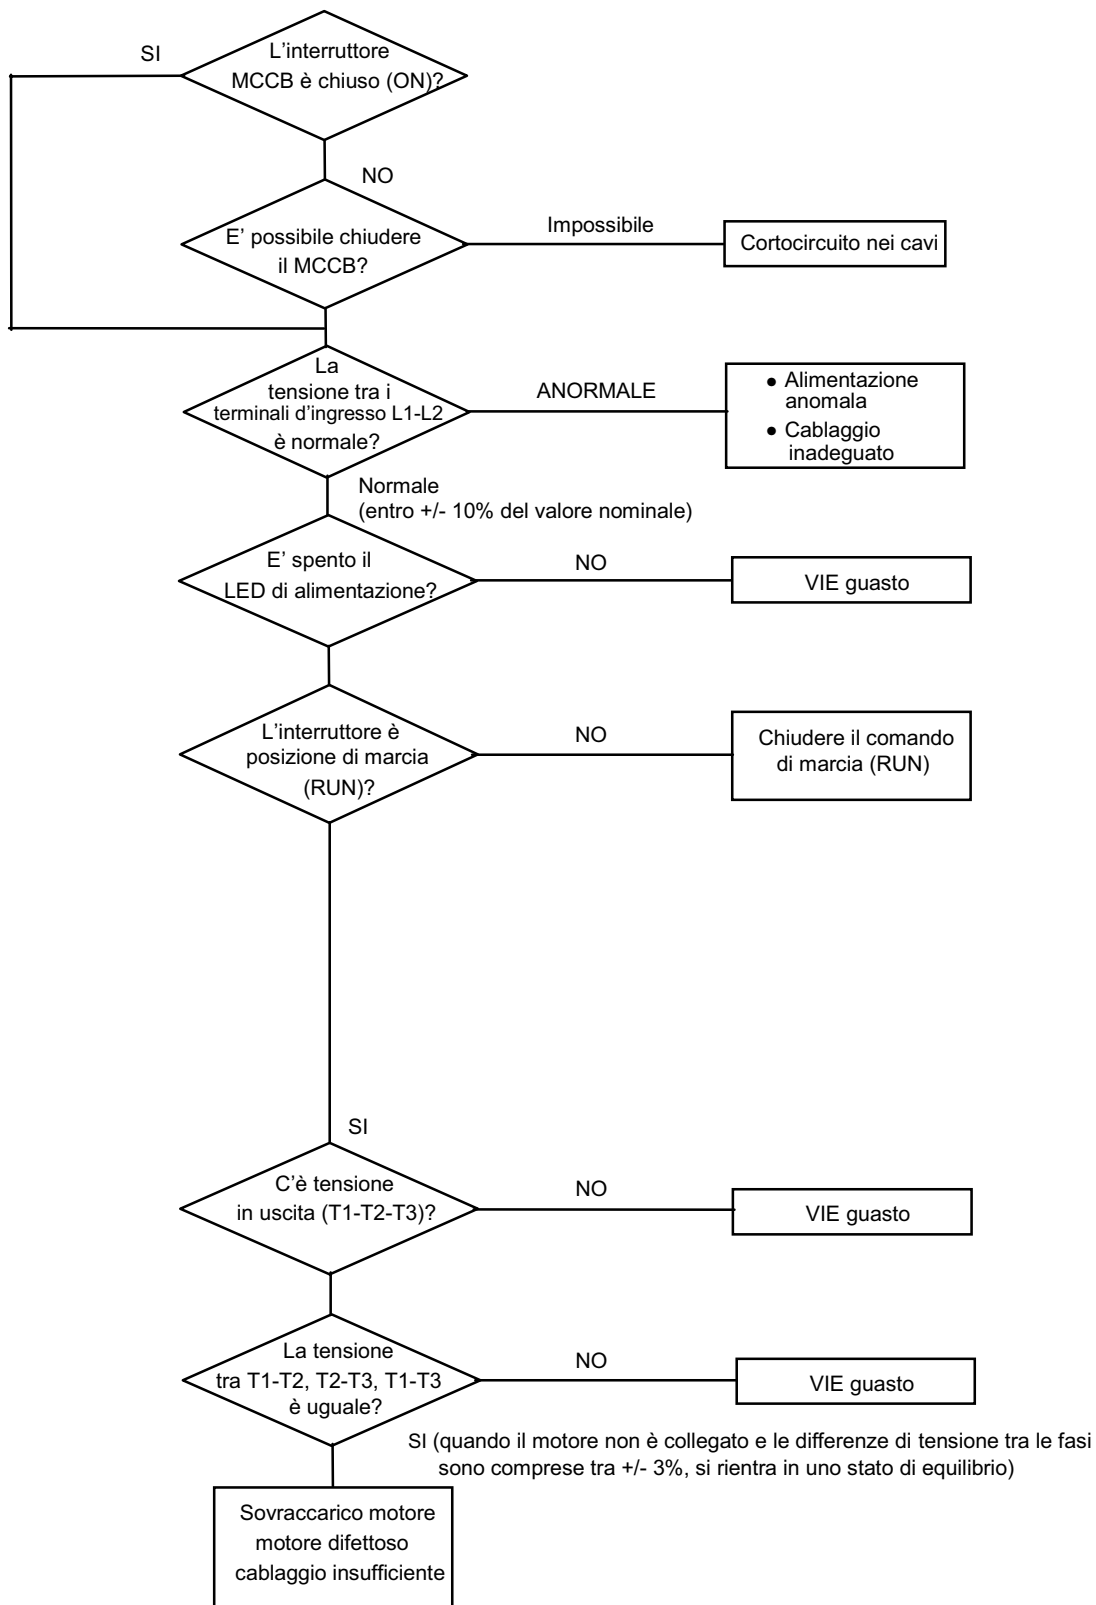 SI
L'interruttore
MCCB è chiuso (ON)?
NO
E' possibile chiudere
il MCCB?
Impossibile
Cortocircuito nei cavi
La
tensione tra i
terminali d'ingresso L1-L2
è normale?
ANORMALE
● Alimentazione
anomala
● Cablaggio
inadeguato
Normale
(entro +/- 10% del valore nominale)
E' spento il
LED di alimentazione?
NO
VIE guasto
L'interruttore è
posizione di marcia
(RUN)?
NO
Chiudere il comando
di marcia (RUN)
SI
C'è tensione
in uscita (T1-T2-T3)?
NO
VIE guasto
La tensione
tra T1-T2, T2-T3, T1-T3
è uguale?
NO
VIE guasto
SI (quando il motore non è collegato e le differenze di tensione tra le fasi
sono comprese tra +/- 3%, si rientra in uno stato di equilibrio)
Sovraccarico motore
motore difettoso
cablaggio insufficiente